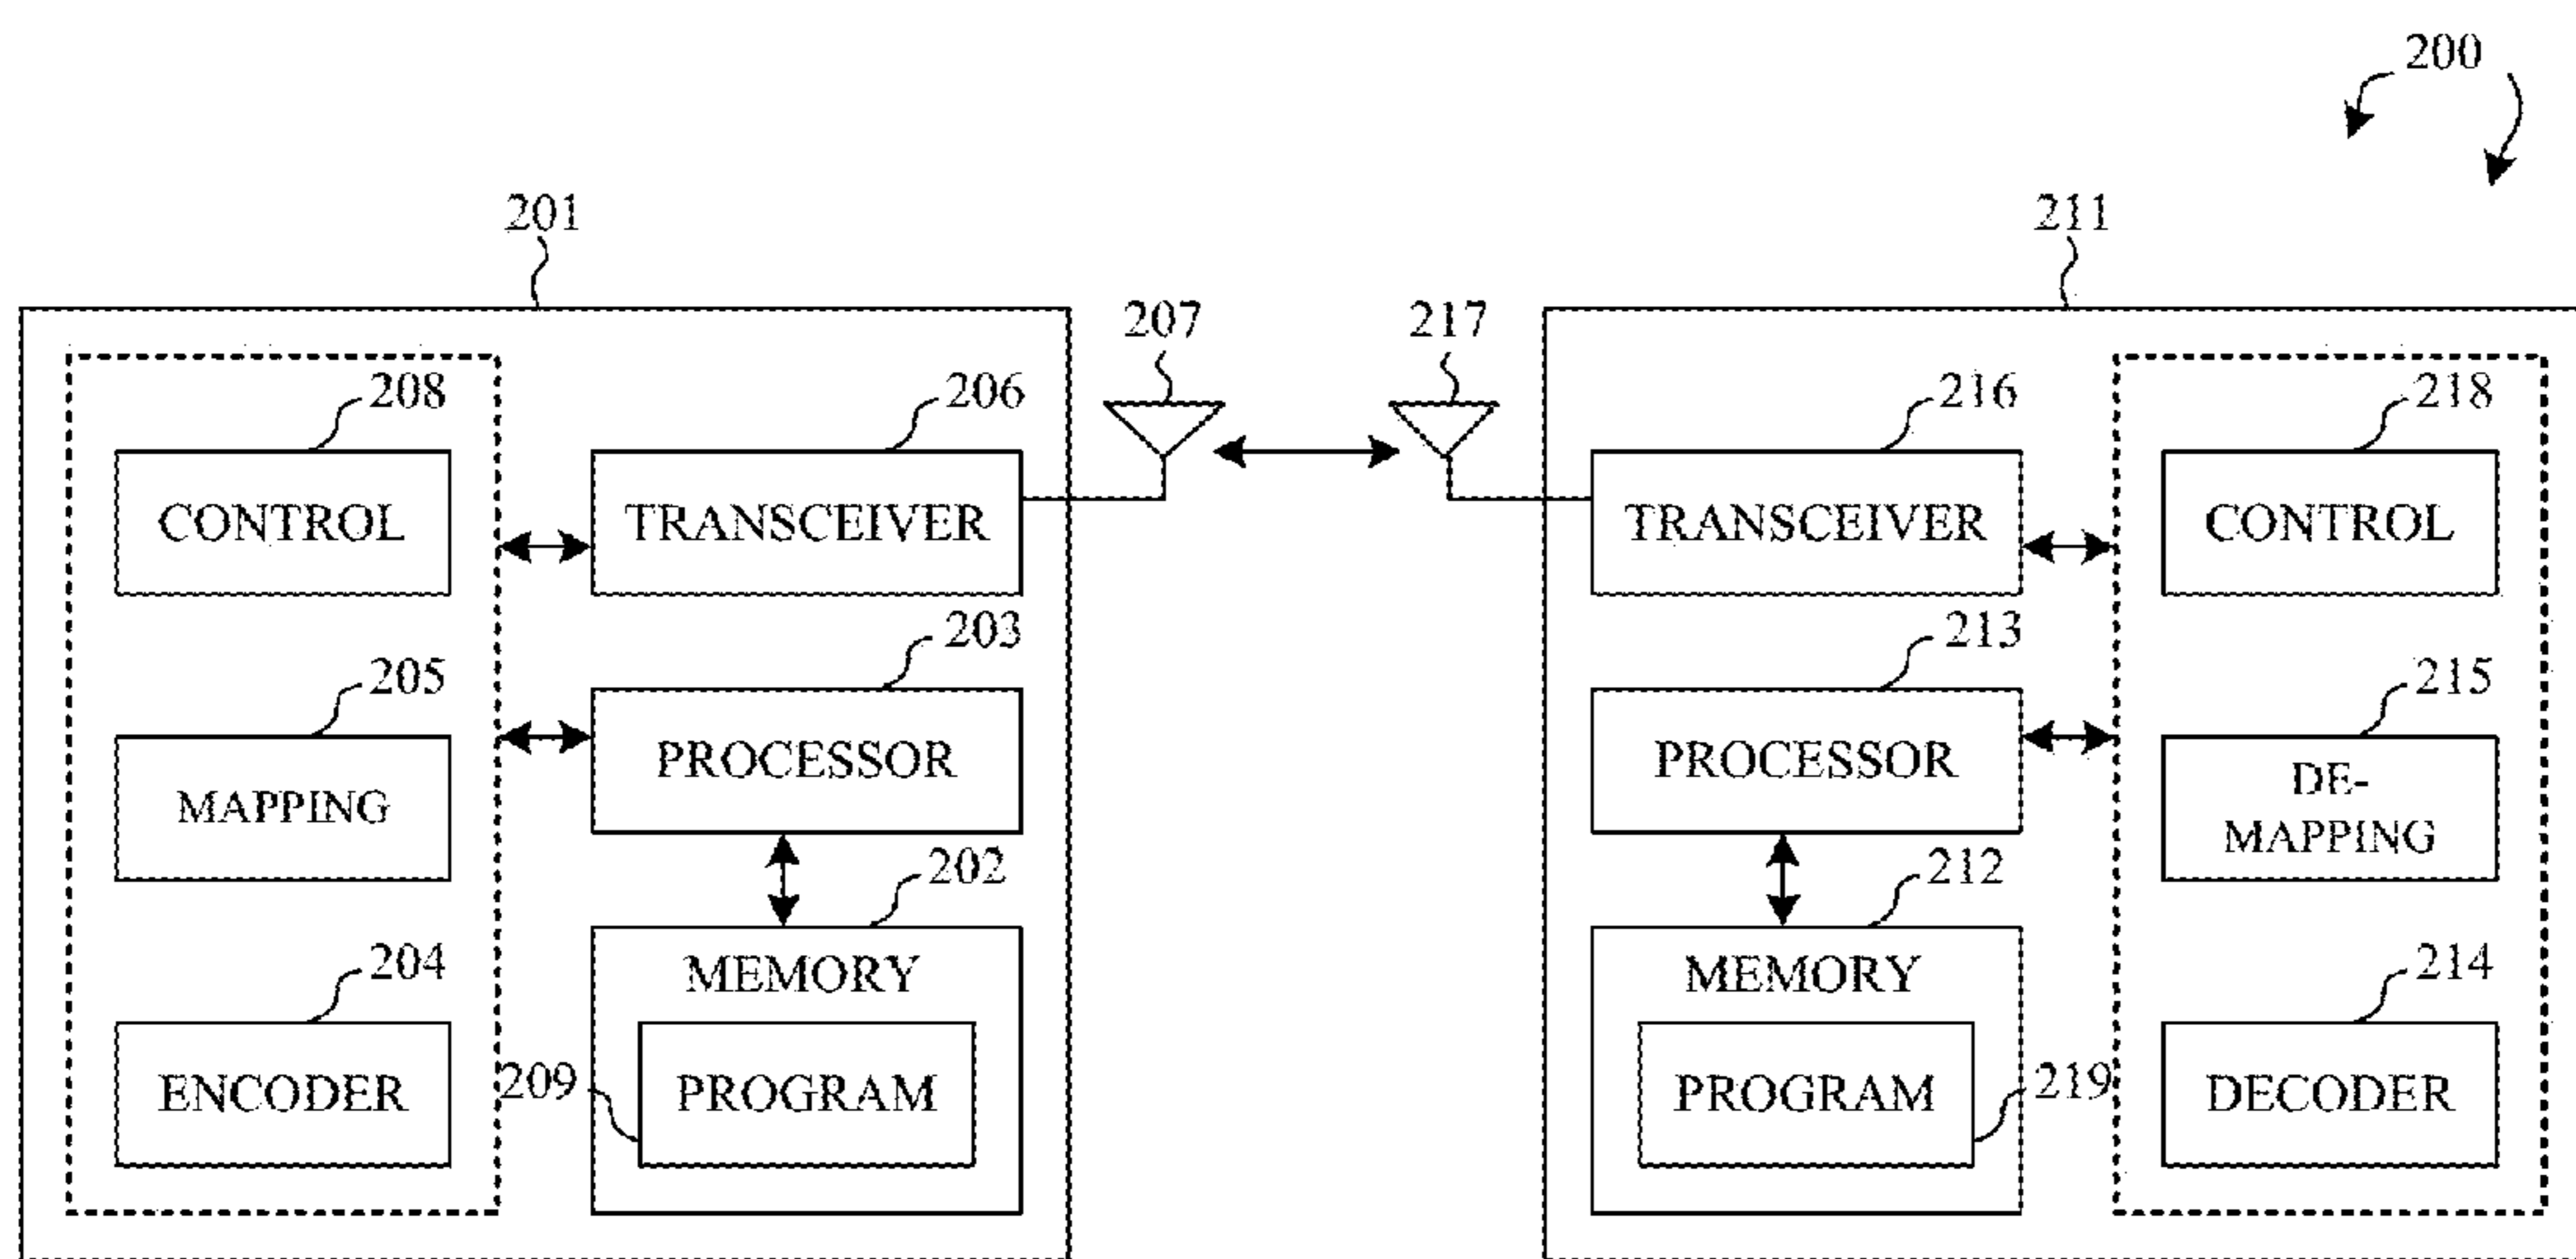 200
201
211
207
217
208
206
216
218
CONTROL
TRANSCEIVER
TRANSCEIVER
CONTROL
203
213
205
215
PROCESSOR
PROCESSOR
MAPPING
DE-
MAPPING
202
212
204
MEMORY
MEMORY
214
209
219
ENCODER
PROGRAM
PROGRAM
DECODER